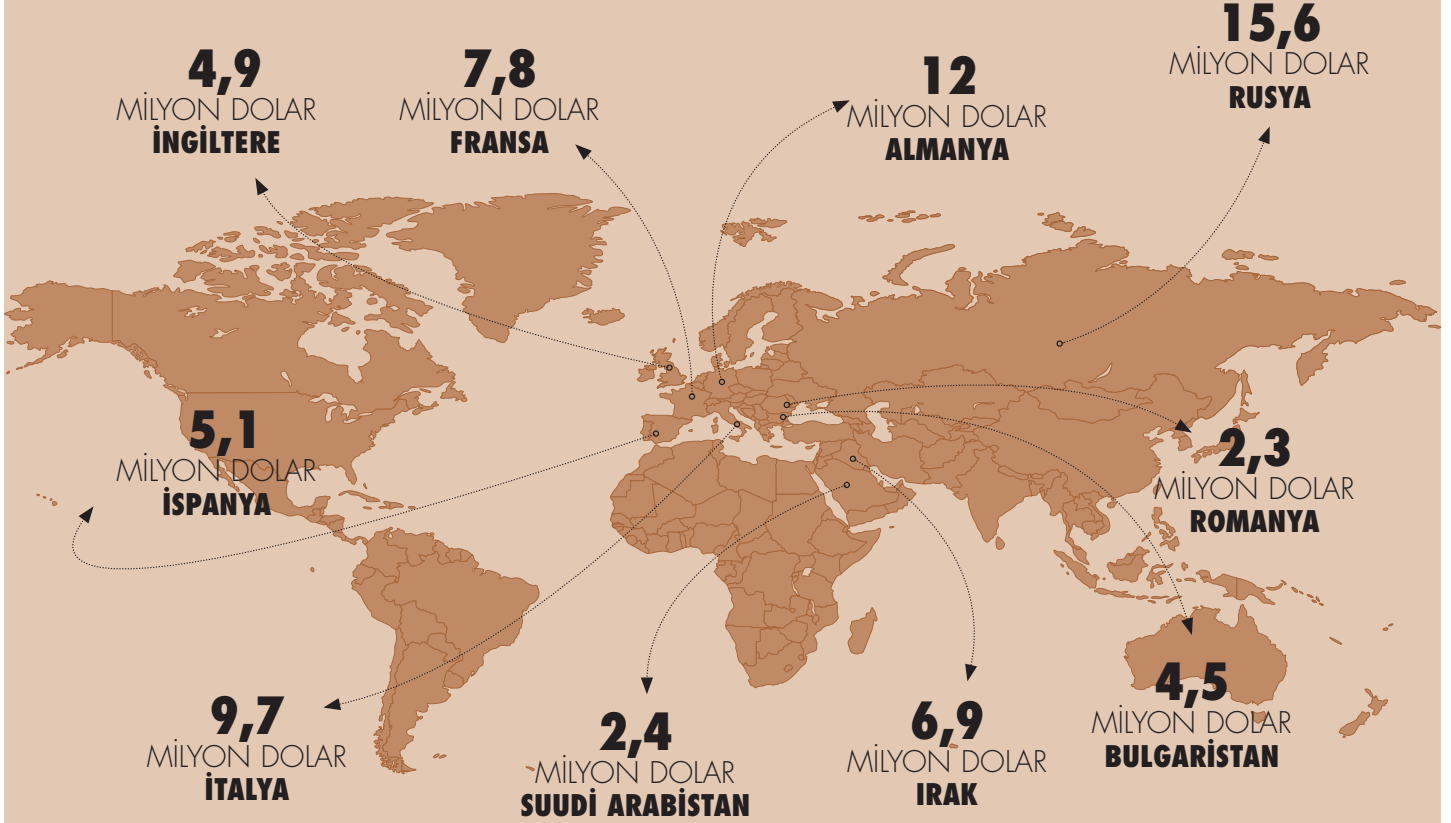 4,9
MİLYON DOLAR
İNGİLTERE
7,8
MİLYON DOLAR
FRANSA
12
MİLYON DOLAR
ALMANYA
15,6
MİLYON DOLAR
RUSYA
5,1
MİLYON DOLAR
İSPANYA
2,3
MİLYON DOLAR
ROMANYA
9,7
MİLYON DOLAR
İTALYA
2,4
MİLYON DOLAR
SUUDİ ARABİSTAN
6,9
MİLYON DOLAR
IRAK
4,5
MİLYON DOLAR
BULGARİSTAN